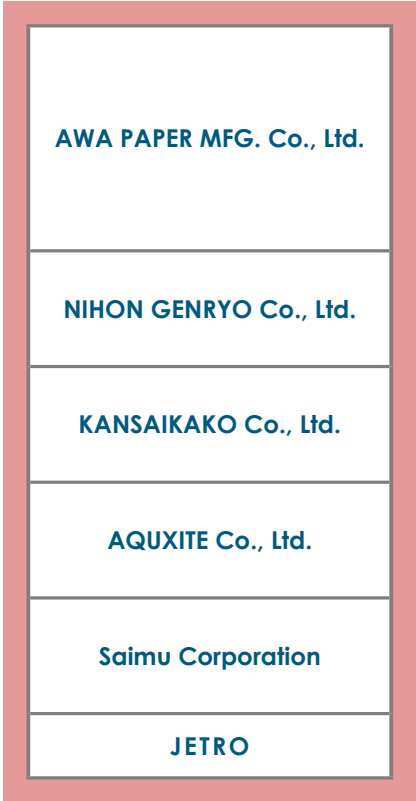 AWA PAPER MFG. Co., Ltd.
NIHON GENRYO Co., Ltd.
KANSAIKAKO Co., Ltd.
AQUXITE Co., Ltd.
Saimu Corporation
JETRO